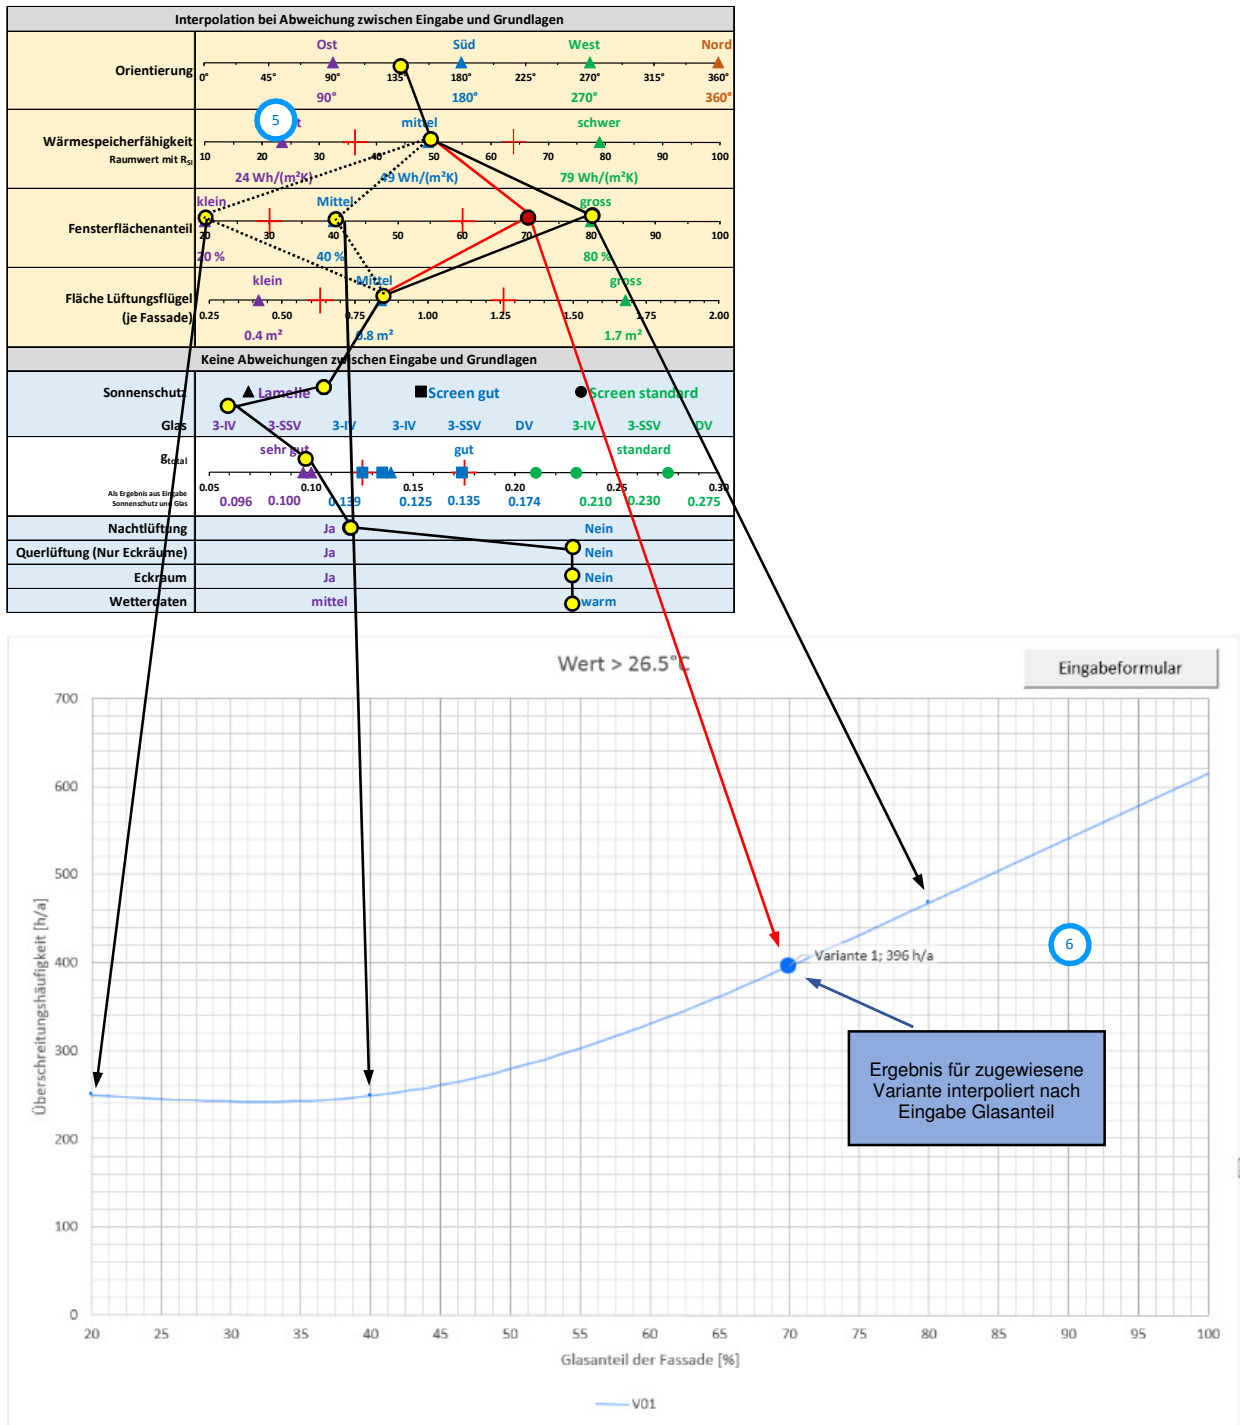 Interpolation bei Abweichung zwischen Eingabe und Grundlagen
Ost Süd West Nord
Orientierung
0° 45° 90° 135° 180° 225° 270° 315° 360°
90° 180° 270° 360°
5
t mittel schwer
Wärmespeicherfähigkeit
Raumwert mit RSI
10 20 30 40 50 60 70 80 90 100
24 Wh/(m²K) 49 Wh/(m²K) 79 Wh/(m²K)
klein Mittel gross
Fensterflächenanteil
20 30 40 50 60 70 80 90 100
20 % 40 % 80 %
klein Mittel gross
Fläche Lüftungsflügel
(je Fassade)
0.25 0.50 0.75 1.00 1.25 1.50 1.75 2.00
0.4 m² 0.8 m² 1.7 m²
Keine Abweichungen zwischen Eingabe und Grundlagen
Sonnenschutz Lamelle Screen gut Screen standard
Glas 3-IV 3-SSV 3-IV 3-IV 3-SSV DV 3-IV 3-SSV DV
gtotal sehr gut gut standard
0.05 0.10 0.15 0.20 0.25 0.30
Als Ergebnis aus Eingabe
Sonnenschutz und Glas
0.096 0.100 0.139 0.125 0.135 0.174 0.210 0.230 0.275
Nachtlüftung Ja Nein
Querlüftung (Nur Eckräume) Ja Nein
Eckraum Ja Nein
Wetterdaten mittel warm
Wert > 26.5°C
Eingabeformular
700
600
500
400
300
200
100
0
Überschreitungshäufigkeit [h/a]
Variante 1; 396 h/a
6
Ergebnis für zugewiesene
Variante interpoliert nach
Eingabe Glasanteil
20 25 30 35 40 45 50 55 60 65 70 75 80 85 90 95 100
Glasanteil der Fassade [%]
V01